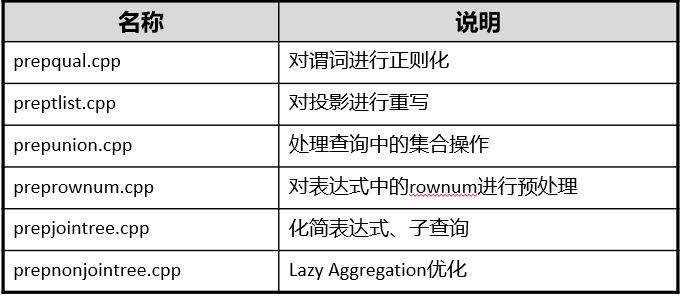 名称 说明
prepqual.cpp 对谓词进行正则化
preptlist.cpp 对投影进行重写
prepunion.cpp 处理查询中的集合操作
preprownum.cpp 对表达式中的rownum进行预处理
prepjointree.cpp 化简表达式、子查询
prepnonjointree.cpp Lazy Aggregation优化